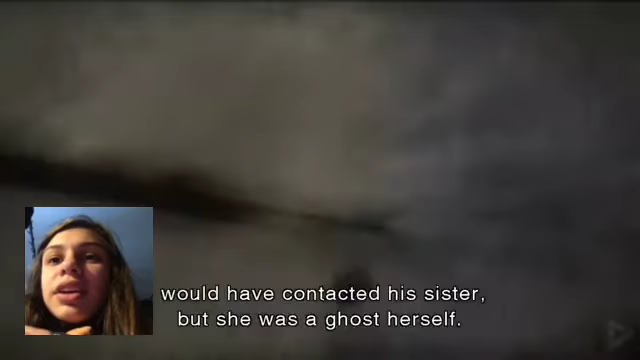 would have contacted his sister,
but she was a ghost herself.